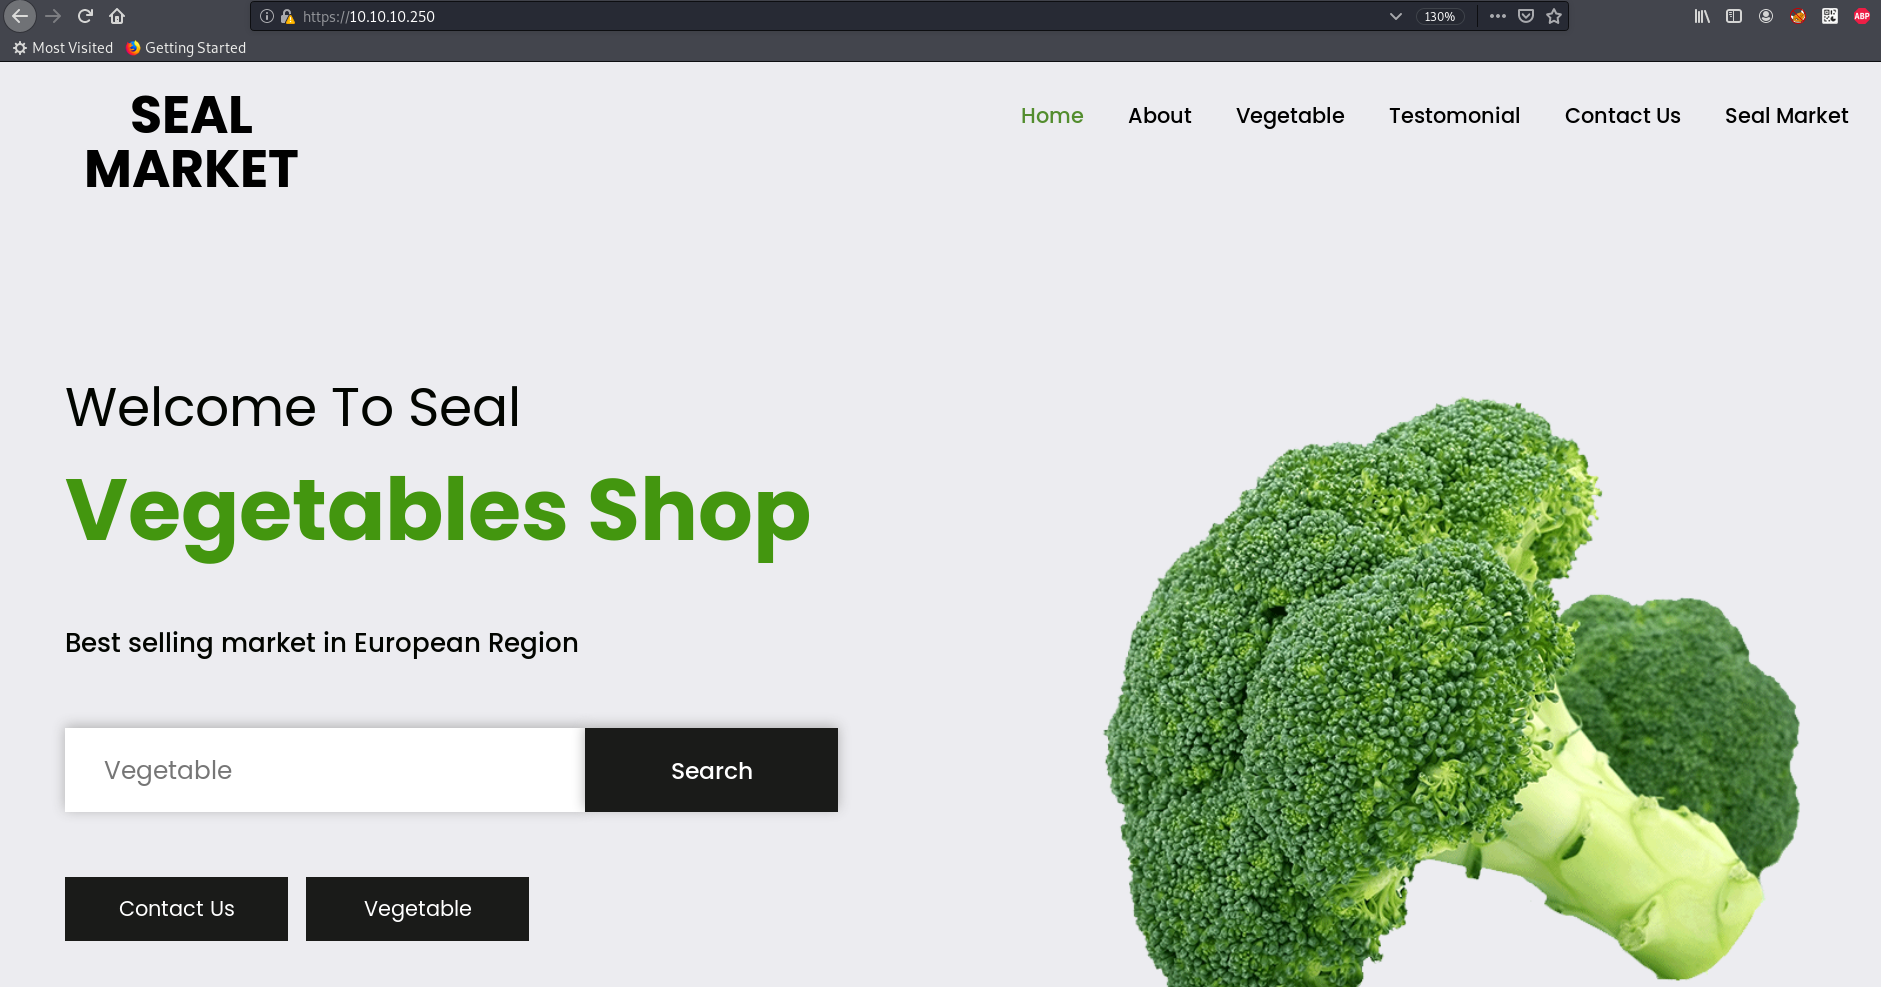 https://10.10.10.250
130%
ABP
Most Visited Getting Started
SEAL
MARKET
Home About Vegetable Testomonial Contact Us Seal Market
Welcome To Seal
Vegetables Shop
Best selling market in European Region
Vegetable Search
Contact Us Vegetable